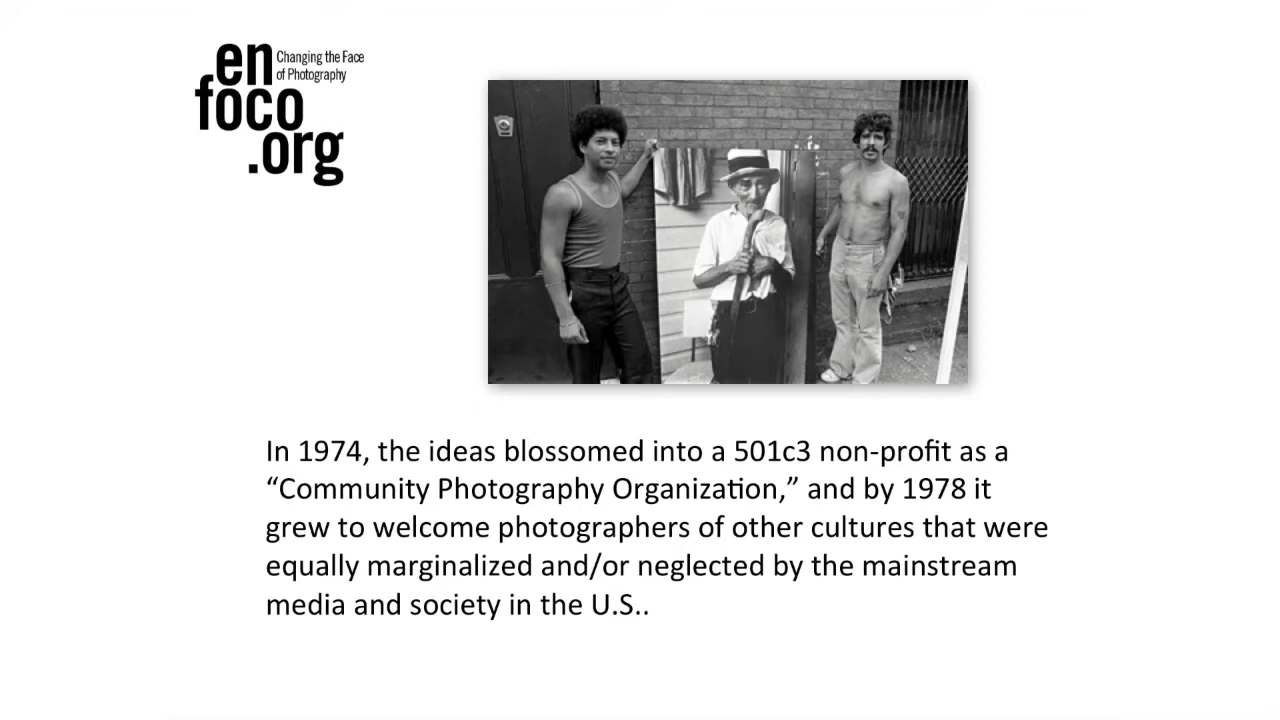 en
Changing the Face
of Photography
foco
.org
In 1974, the ideas blossomed into a 501c3 non-profit as a
“Community Photography Organization,” and by 1978 it
grew to welcome photographers of other cultures that were
equally marginalized and/or neglected by the mainstream
media and society in the U.S..